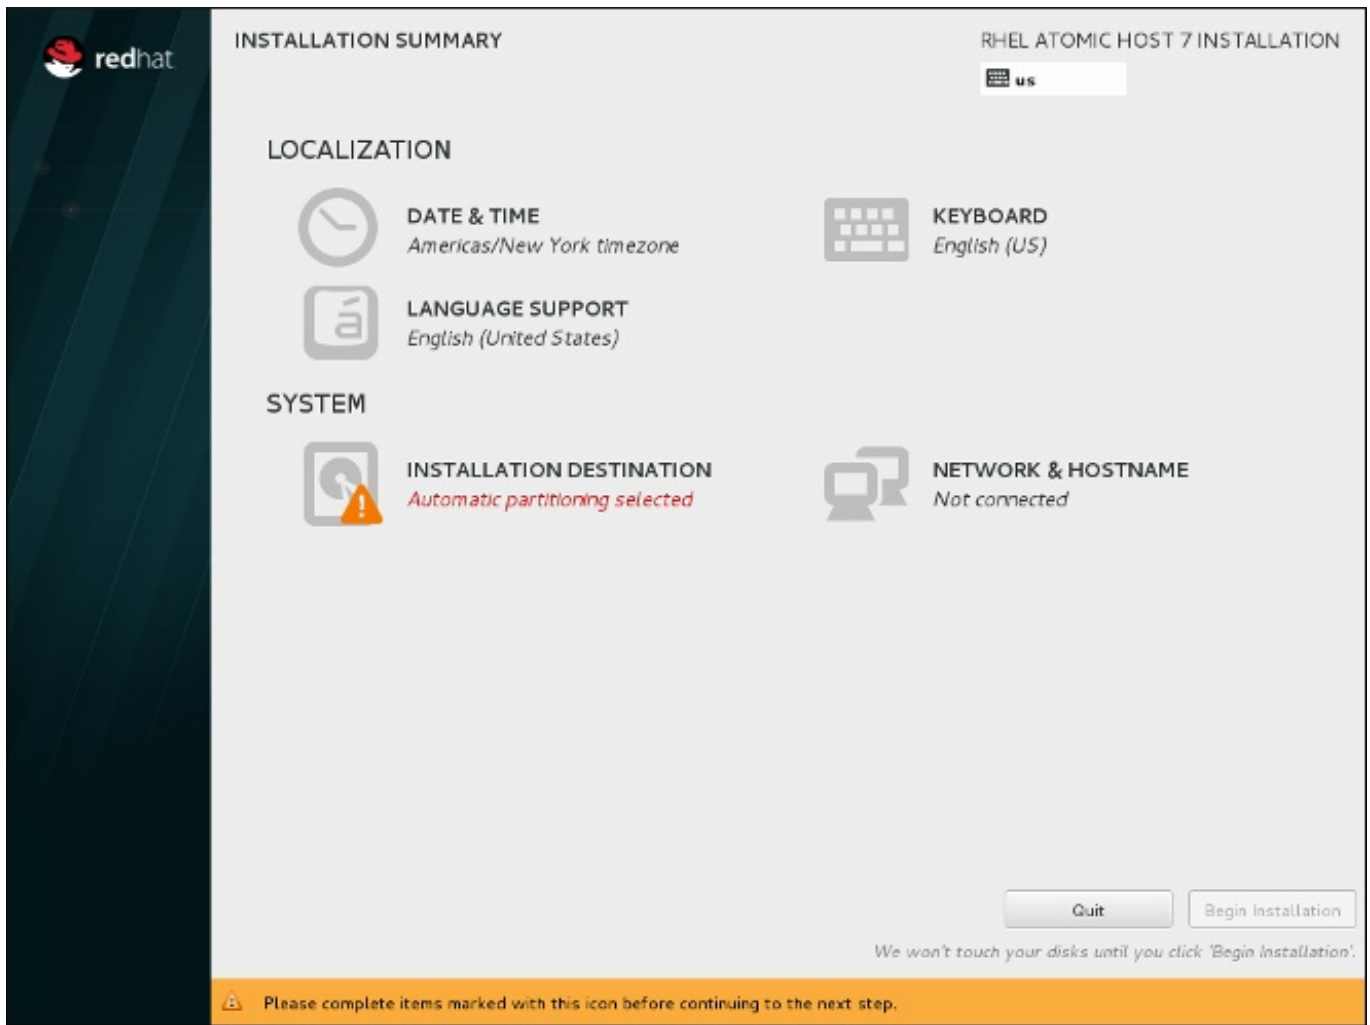 redhat
INSTALLATION SUMMARY
RHEL ATOMIC HOST 7 INSTALLATION
us
LOCALIZATION
DATE & TIME
Americas/New York timezone
KEYBOARD
English (US)
á
LANGUAGE SUPPORT
English (United States)
SYSTEM
INSTALLATION DESTINATION
Automatic partitioning selected
NETWORK & HOSTNAME
Not connected
Quit
Begin Installation
We won't touch your disks until you click 'Begin Installation'.
Please complete items marked with this icon before continuing to the next step.